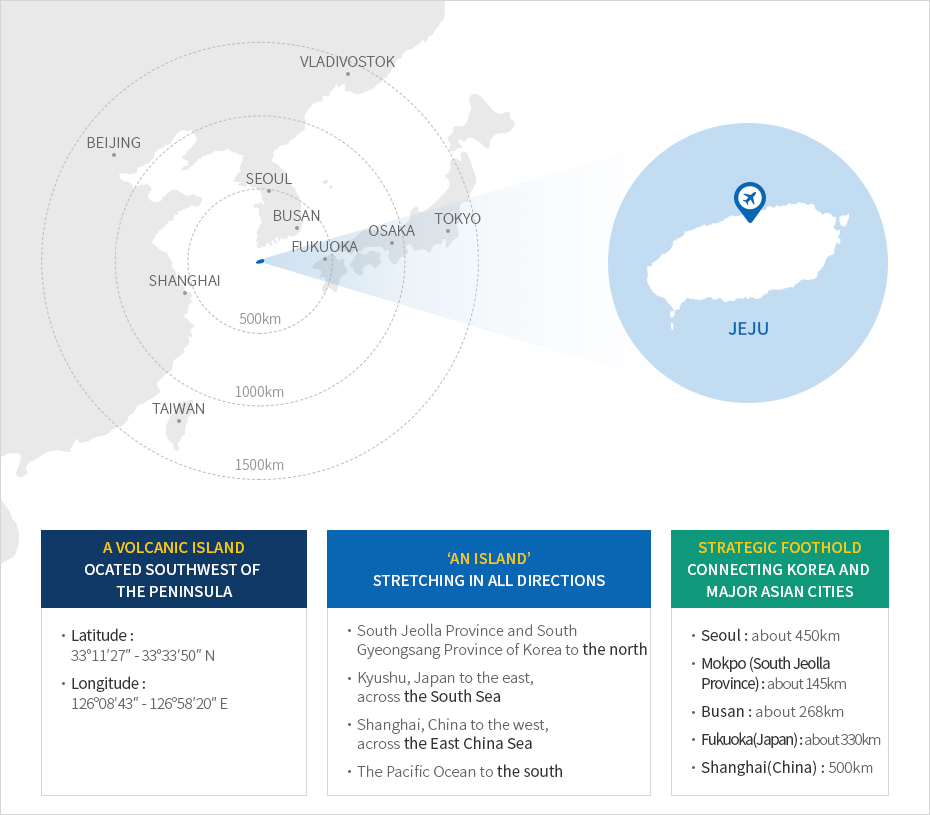 VLADIVOSTOK
BEIJING
SEOUL
BUSAN
TOKYO
OSAKA
FUKUOKA
SHANGHAI
500km
JEJU
1000km
TAIWAN
1500km
A VOLCANIC ISLAND
OCATED SOUTHWEST OF
THE PENINSULA
· Latitude :
33°11′27″ - 33°33′50″ N
· Longitude :
126°08′43″ - 126°58′20″ E
‘AN ISLAND’
STRETCHING IN ALL DIRECTIONS
· South Jeolla Province and South
Gyeongsang Province of Korea to the north
· Kyushu, Japan to the east,
across the South Sea
· Shanghai, China to the west,
across the East China Sea
· The Pacific Ocean to the south
STRATEGIC FOOTHOLD
CONNECTING KOREA AND
MAJOR ASIAN CITIES
· Seoul : about 450km
· Mokpo (South Jeolla
Province) : about 145km
· Busan : about 268km
· Fukuoka(Japan) : about 330km
· Shanghai(China) : 500km